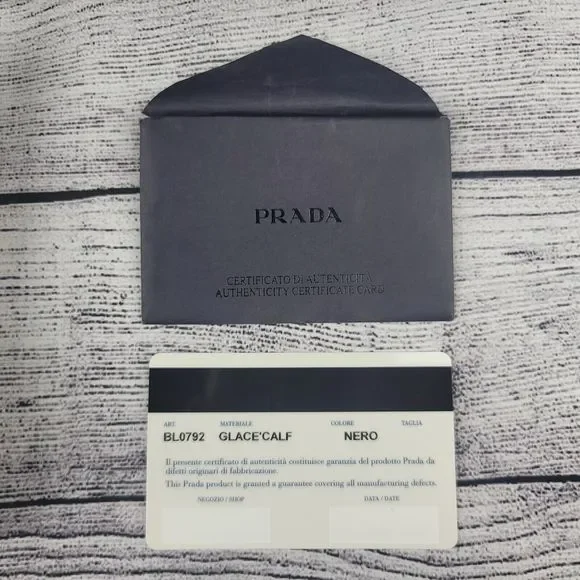 PRADA
CERTIFICATO DI AUTENTICITÀ
AUTHENTICITY CERTIFICATE CARD
ART MATERIALE COLORE TAGLIA
BL0792 GLACE'CALF NERO
Il presente certificato di autenticità costituisce garanzia del prodotto Prada da
difetti originari di fabbricazione.
This Prada product is granted a guarantee covering all manufacturing defects.
NEGOZIO / SHOP DATA / DATE